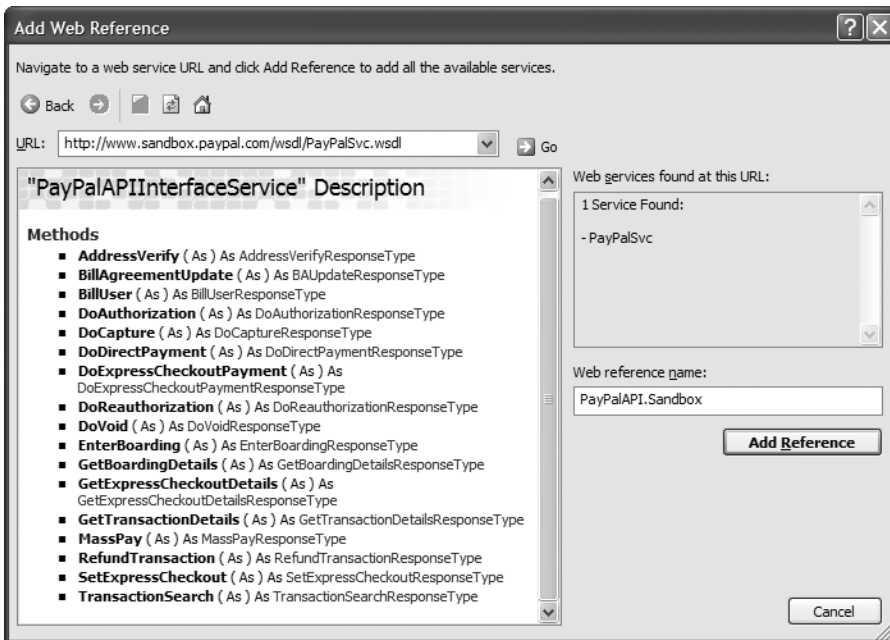 Add Web Reference
Navigate to a web service URL and click Add Reference to add all the available services.
Back
URL: http://www.sandbox.paypal.com/wsdl/PayPalSvc.wsdl Go
"PayPalAPIInterfaceService" Description
Methods
AddressVerify ( As ) As AddressVerifyResponseType
BillAgreementUpdate ( As ) As BAUpdateResponseType
BillUser ( As ) As BillUserResponseType
DoAuthorization ( As ) As DoAuthorizationResponseType
DoCapture ( As ) As DoCaptureResponseType
DoDirectPayment ( As ) As DoDirectPaymentResponseType
DoExpressCheckoutPayment ( As ) As
DoExpressCheckoutPaymentResponseType
DoReauthorization ( As ) As DoReauthorizationResponseType
DoVoid ( As ) As DoVoidResponseType
EnterBoarding ( As ) As EnterBoardingResponseType
GetBoardingDetails ( As ) As GetBoardingDetailsResponseType
GetExpressCheckoutDetails ( As ) As
GetExpressCheckoutDetailsResponseType
GetTransactionDetails ( As ) As GetTransactionDetailsResponseType
MassPay ( As ) As MassPayResponseType
RefundTransaction ( As ) As RefundTransactionResponseType
SetExpressCheckout ( As ) As SetExpressCheckoutResponseType
TransactionSearch ( As ) As TransactionSearchResponseType
Web services found at this URL:
1 Service Found:
- PayPalSvc
Web reference name:
PayPalAPI.Sandbox
Add Reference
Cancel